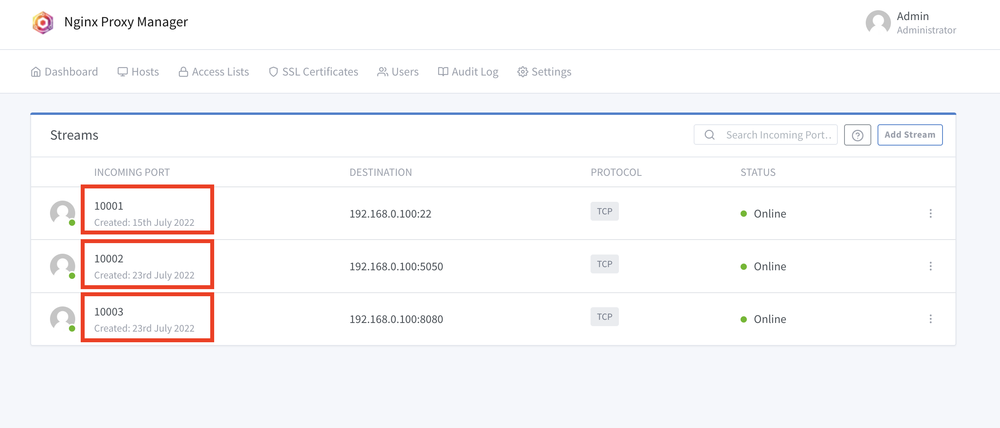 Nginx Proxy Manager
Admin
Administrator
Dashboard Hosts Access Lists SSL Certificates Users Audit Log Settings
Streams
Search Incoming Port..
Add Stream
INCOMING PORT DESTINATION PROTOCOL STATUS
10001
Created: 15th July 2022
192.168.0.100:22 TCP Online
10002
Created: 23rd July 2022
192.168.0.100:5050 TCP Online
10003
Created: 23rd July 2022
192.168.0.100:8080 TCP Online